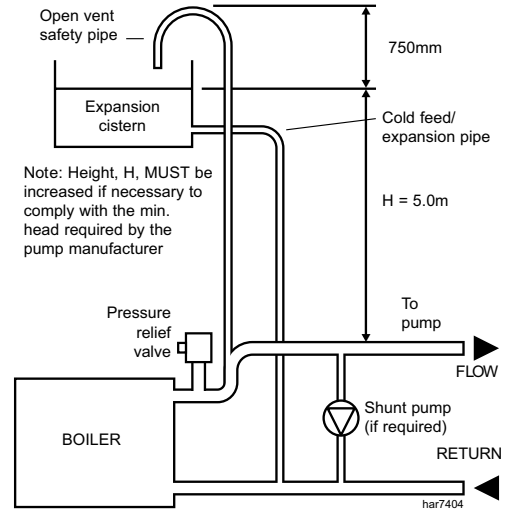 Open vent
safety pipe
750mm
Expansion
cistern
Cold feed/
expansion pipe
Note: Height, H, MUST be
increased if necessary to
comply with the min.
head required by the
pump manufacturer
H = 5.0m
Pressure
relief
valve
To
pump
FLOW
BOILER
Shunt pump
(if required)
RETURN
har7404